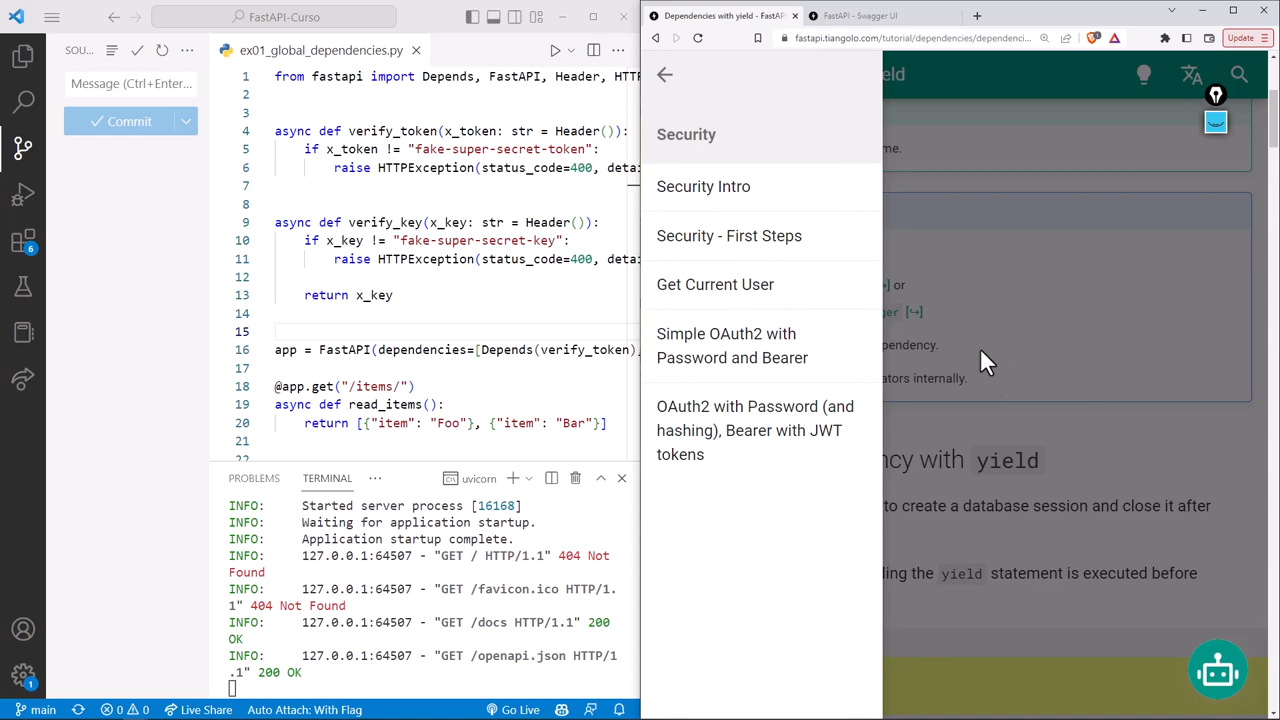 FastAPI-Curso
SOU...
Message (Ctrl+Enter...
Commit
ex01_global_dependencies.py
1 from fastapi import Depends, FastAPI, Header, HTT
2
3
4 async def verify_token(x_token: str = Header()):
5 if x_token != "fake-super-secret-token":
6 raise HTTPException(status_code=400, deta
7
8
9 async def verify_key(x_key: str = Header()):
10 if x_key != "fake-super-secret-key":
11 raise HTTPException(status_code=400, detai
12
13 return x_key
14
15
16 app = FastAPI(dependencies=[Depends(verify_token),
17
18 @app.get("/items/")
19 async def read_items():
20 return [{"item": "Foo"}, {"item": "Bar"}]
21
22
PROBLEMS TERMINAL ... uvicorn
INFO: Started server process [16168]
INFO: Waiting for application startup.
INFO: Application startup complete.
INFO: 127.0.0.1:64507 - "GET / HTTP/1.1" 404 Not
Found
INFO: 127.0.0.1:64507 - "GET /favicon.ico HTTP/1.
1" 404 Not Found
INFO: 127.0.0.1:64507 - "GET /docs HTTP/1.1" 200
OK
INFO: 127.0.0.1:64507 - "GET /openapi.json HTTP/1
.1" 200 OK
6
1
main 0 0 Live Share Auto Attach: With Flag Go Live
Dependencies with yield - FastAPI
FastAPI - Swagger UI
fastapi.tiangolo.com/tutorial/dependencies/dependenci...
Update
Security
Security Intro
Security - First Steps
Get Current User
Simple OAuth2 with
Password and Bearer
OAuth2 with Password (and
hashing), Bearer with JWT
tokens
eld
me.
] or
ger [↪]
pendency.
ators internally.
cy with yield
to create a database session and close it after
ding the yield statement is executed before